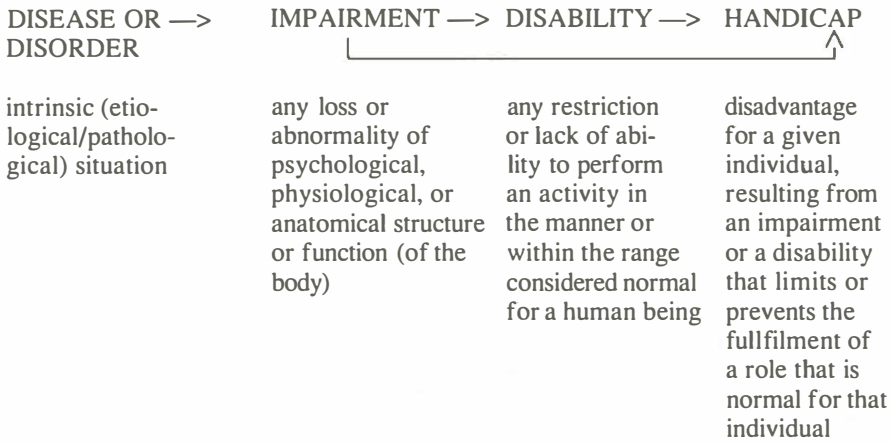 DISEASE OR —> IMPAIRMENT —> DISABILITY —> HANDICAP
DISORDER
intrinsic (etio-
logical/patholo-
gical) situation
any loss or
abnormality of
psychological,
physiological, or
anatomical structure
or function (of the
body)
any restriction
or lack of abi-
lity to perform
an activity in
the manner or
within the range
considered normal
for a human being
disadvantage
for a given
individual,
resulting from
an impairment
or a disability
that limits or
prevents the
fullfilment of
a role that is
normal for that
individual